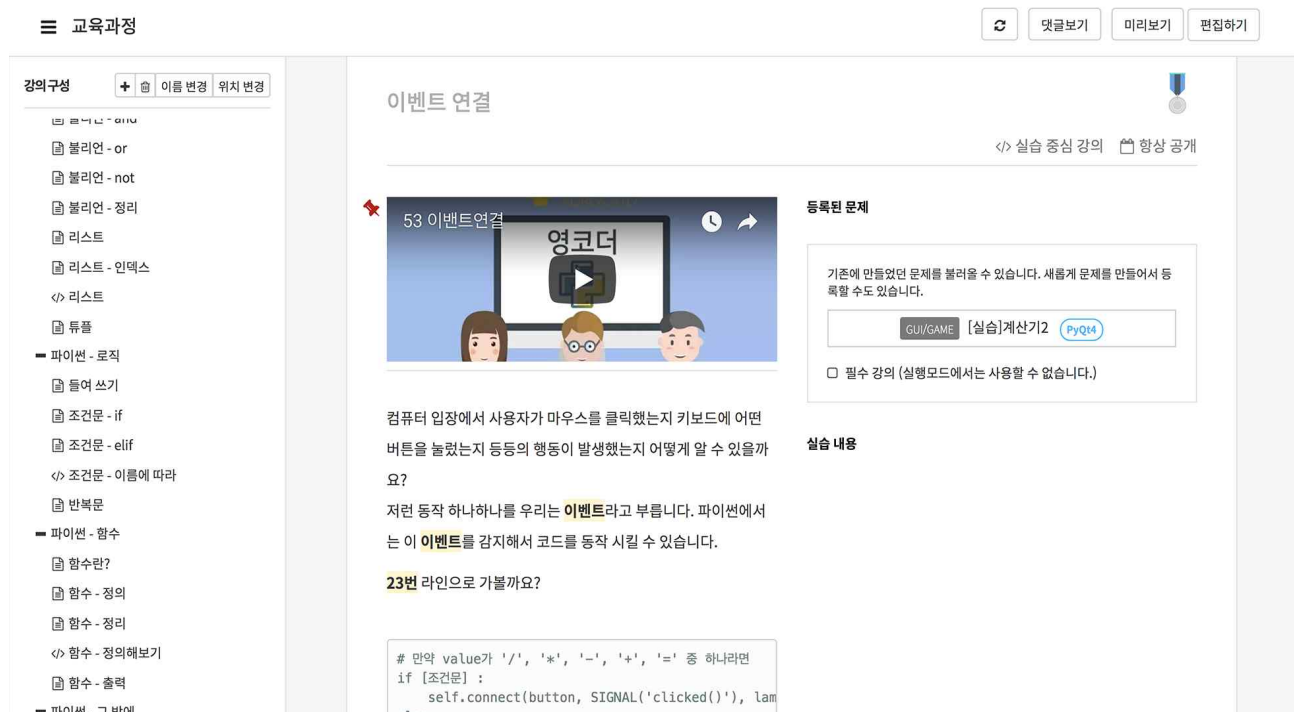 교육과정
댓글보기
미리보기
편집하기
강의구성
이름 변경
위치 변경
불리언 - and
불리언 - or
불리언 - not
불리언 - 정리
리스트
리스트 - 인덱스
</> 리스트
튜플
파이썬 - 로직
들여 쓰기
조건문 - if
조건문 - elif
</> 조건문 - 이름에 따라
반복문
파이썬 - 함수
함수란?
함수 - 정의
함수 - 정리
</> 함수 - 정의해보기
함수 - 출력
파이썬 - 그 밖에
이벤트 연결
</> 실습 중심 강의
항상 공개
53 이밴트연결
영코더
컴퓨터 입장에서 사용자가 마우스를 클릭했는지 키보드에 어떤
버튼을 눌렀는지 등등의 행동이 발생했는지 어떻게 알 수 있을까
요?
저런 동작 하나하나를 우리는 이벤트라고 부릅니다. 파이썬에서
는 이 이벤트를 감지해서 코드를 동작 시킬 수 있습니다.
23번 라인으로 가볼까요?
# 만약 value가 '/', '*', '-', '+', '=' 중 하나라면
if [조건문] :
self.connect(button, SIGNAL('clicked()'), lam
등록된 문제
기존에 만들었던 문제를 불러올 수 있습니다. 새롭게 문제를 만들어서 등
록할 수도 있습니다.
GUI/GAME [실습]계산기2 PyQt4
필수 강의 (실행모드에서는 사용할 수 없습니다.)
실습 내용